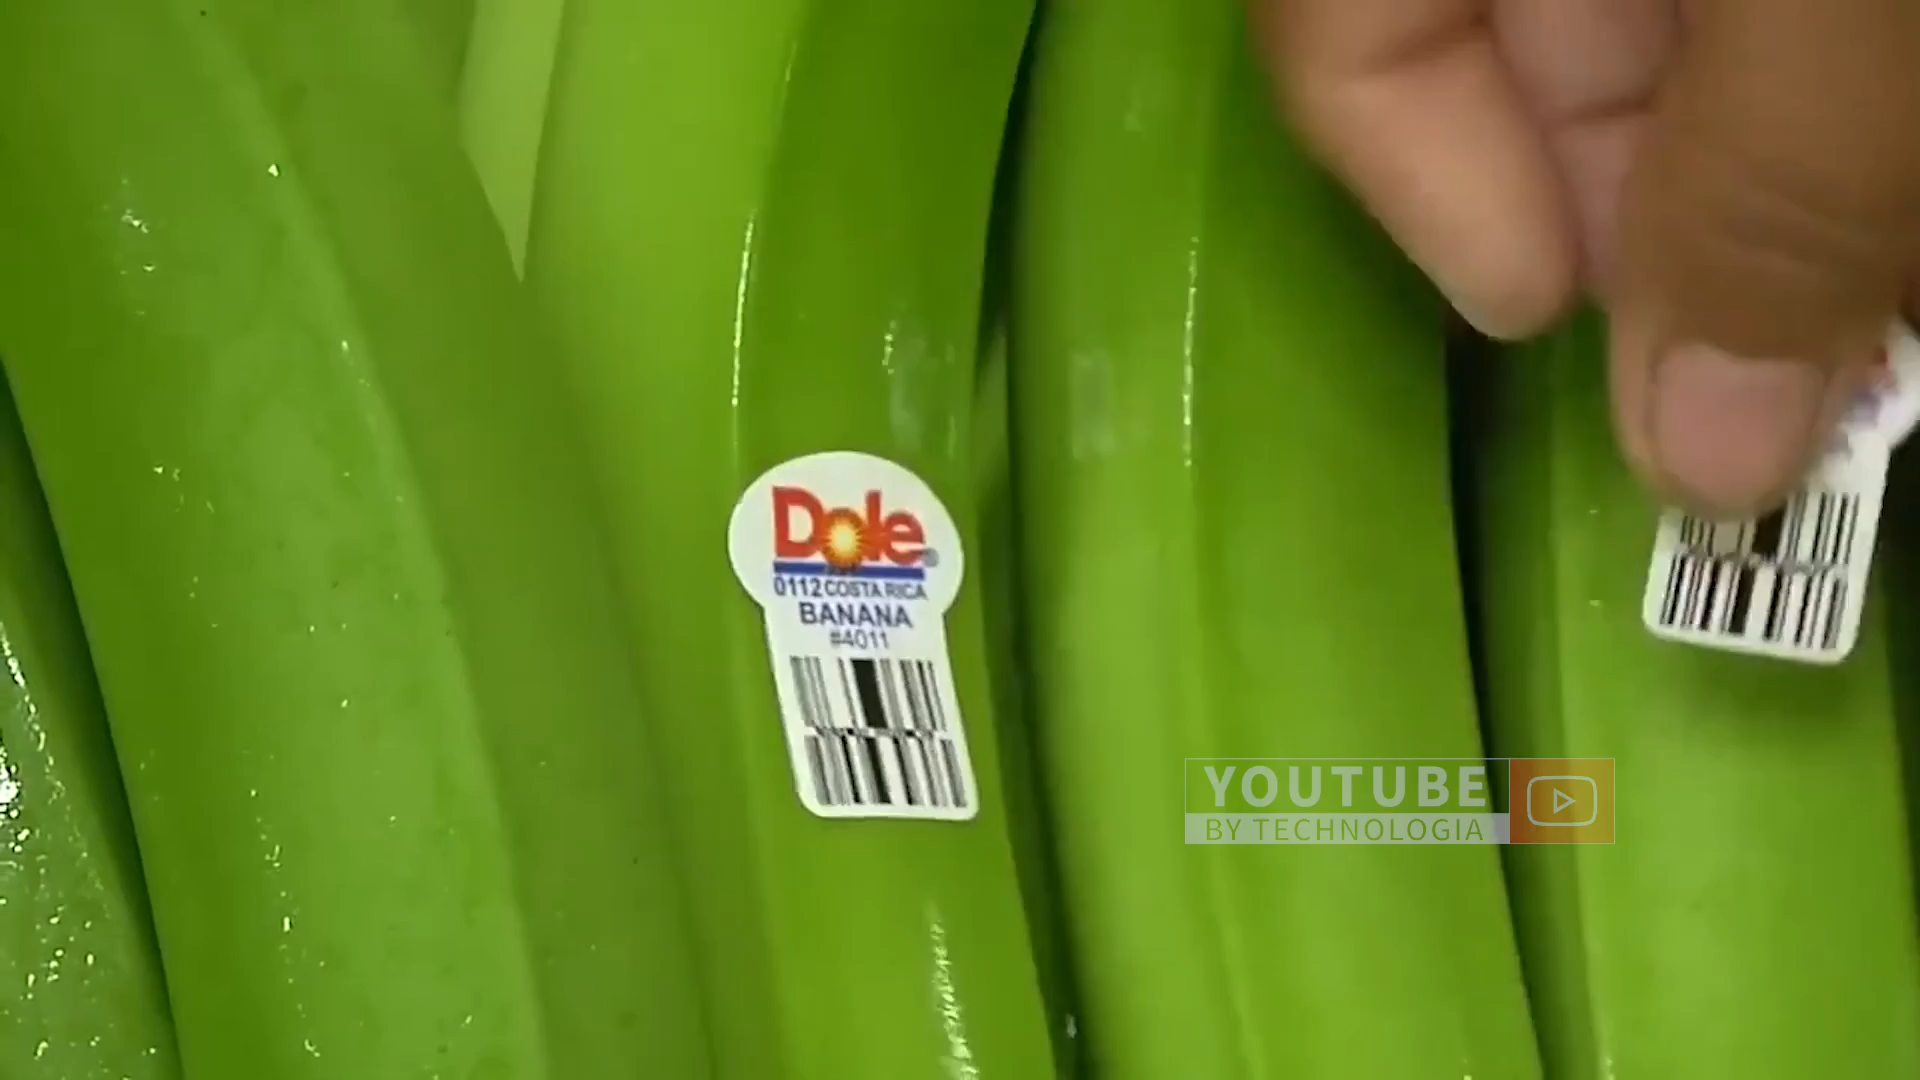 Dole®
0112 COSTA RICA
BANANA
#4011
YOUTUBE
BY TECHNOLOGIA